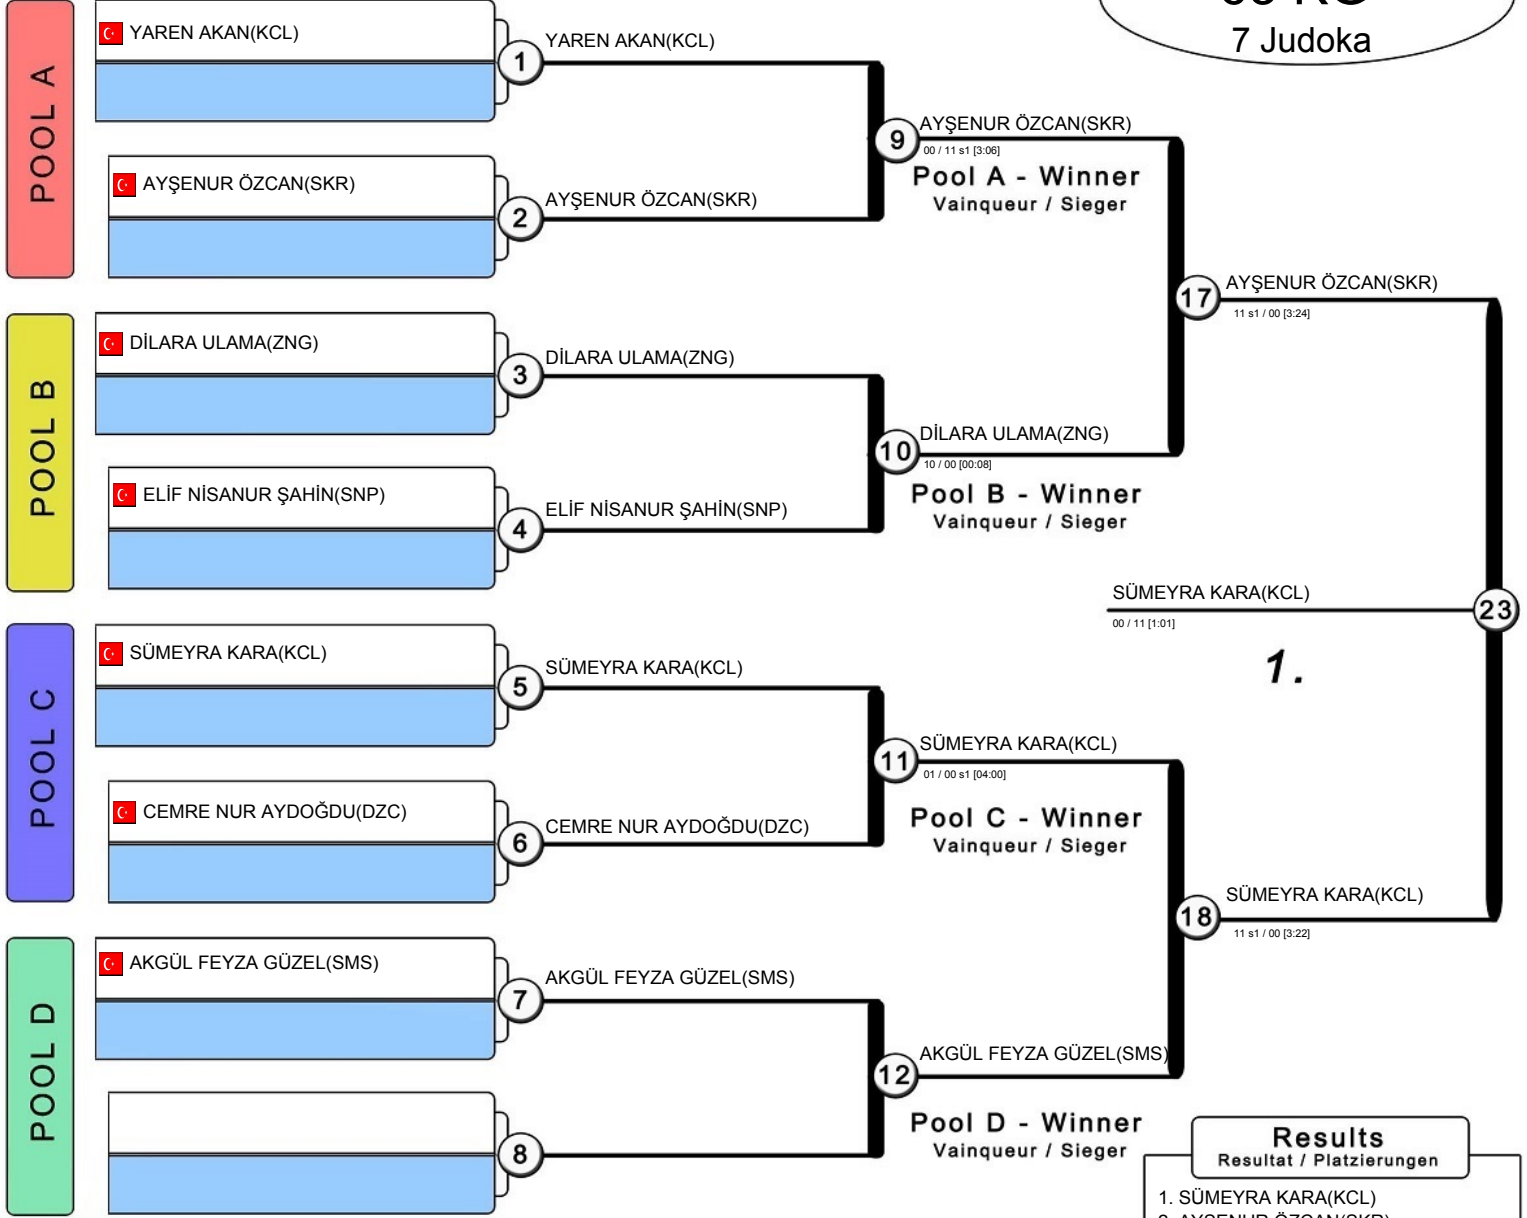 POOL A
YAREN AKAN(KCL)
1
YAREN AKAN(KCL)
AYŞENUR ÖZCAN(SKR)
2
AYŞENUR ÖZCAN(SKR)
9
AYŞENUR ÖZCAN(SKR)
00 / 11 s1 [3:06]
Pool A - Winner
Vainqueur / Sieger
7 Judoka
POOL B
DİLARA ULAMA(ZNG)
3
DİLARA ULAMA(ZNG)
ELİF NİSANUR ŞAHİN(SNP)
4
ELİF NİSANUR ŞAHİN(SNP)
10
DİLARA ULAMA(ZNG)
10 / 00 [00:08]
Pool B - Winner
Vainqueur / Sieger
17
AYŞENUR ÖZCAN(SKR)
11 s1 / 00 [3:24]
SÜMEYRA KARA(KCL)
00 / 11 [1:01]
23
1.
POOL C
SÜMEYRA KARA(KCL)
5
SÜMEYRA KARA(KCL)
CEMRE NUR AYDOĞDU(DZC)
6
CEMRE NUR AYDOĞDU(DZC)
11
SÜMEYRA KARA(KCL)
01 / 00 s1 [04:00]
Pool C - Winner
Vainqueur / Sieger
18
SÜMEYRA KARA(KCL)
11 s1 / 00 [3:22]
POOL D
AKGÜL FEYZA GÜZEL(SMS)
7
AKGÜL FEYZA GÜZEL(SMS)
8
12
AKGÜL FEYZA GÜZEL(SMS)
Pool D - Winner
Vainqueur / Sieger
Results
Resultat / Platzierungen
1. SÜMEYRA KARA(KCL)
2. AYŞENUR ÖZCAN(SKR)